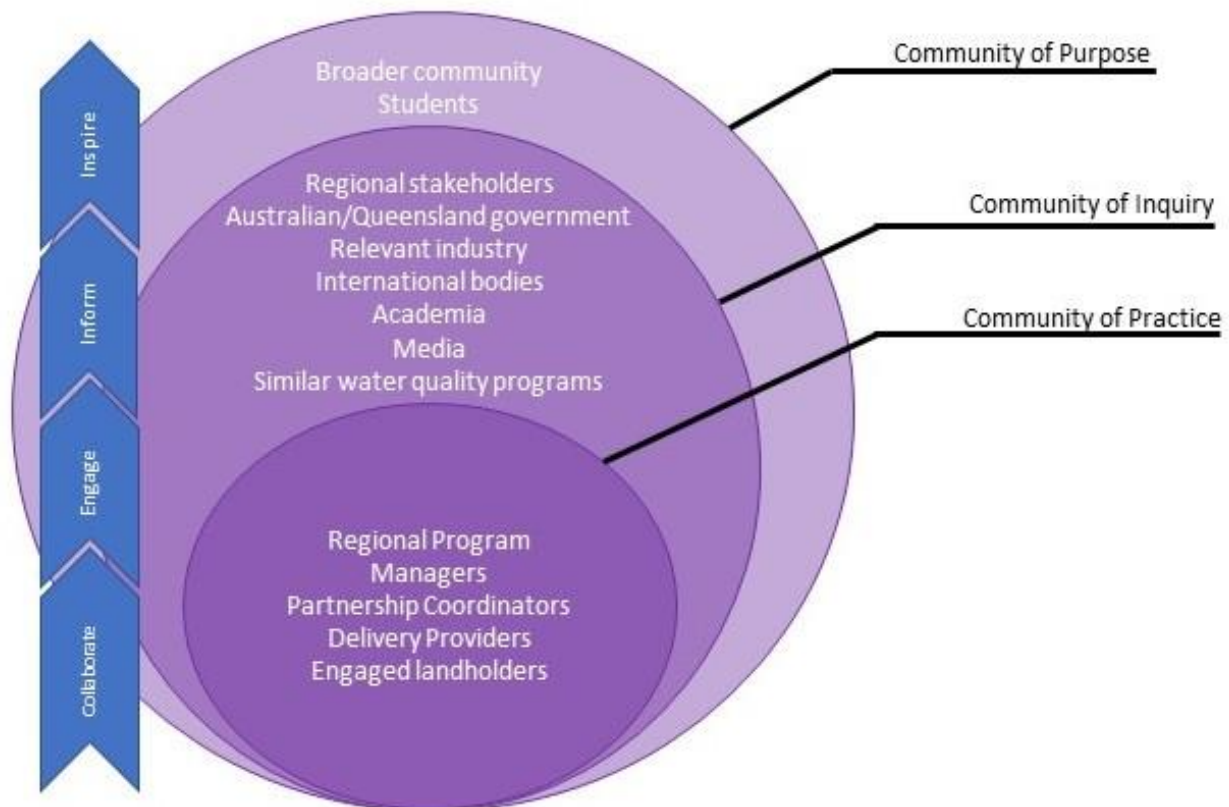 Broader community
Students
Regional stakeholders
Australian/Queensland government
Relevant industry
International bodies
Academia
Media
Similar water quality programs
Regional Program
Managers
Partnership Coordinators
Delivery Providers
Engaged landholders
Community of Purpose
Community of Inquiry
Community of Practice
Inspire
Inform
Engage
Collaborate